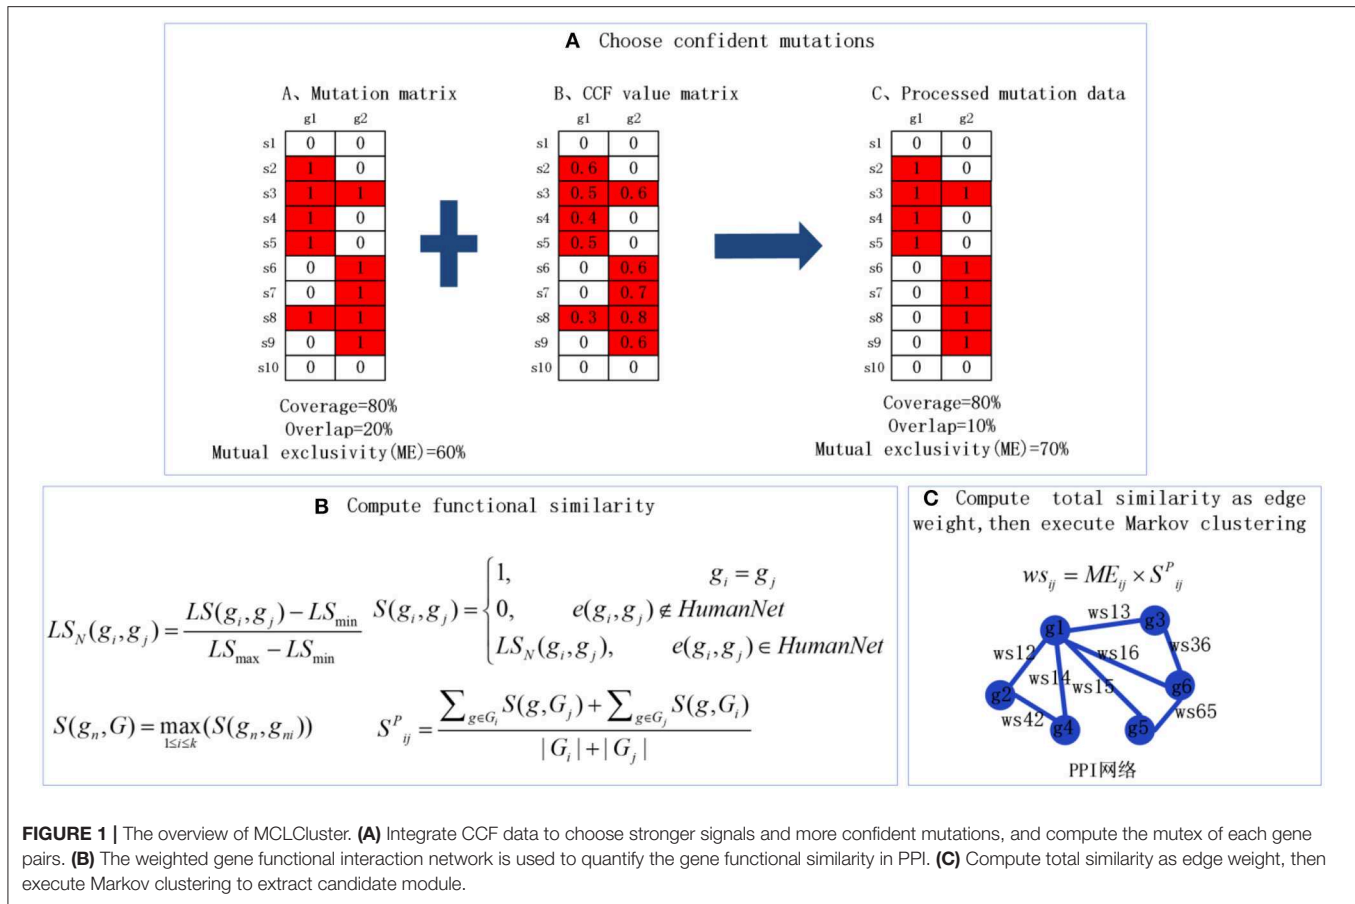 A Choose confident mutations
A、Mutation matrix
g1 g2
s1 0 0
s2 1 0
s3 1 1
s4 1 0
s5 1 0
s6 0 1
s7 0 1
s8 1 1
s9 0 1
s10 0 0
Coverage=80%
Overlap=20%
Mutual exclusivity(ME)=60%
B、CCF value matrix
g1 g2
s1 0 0
s2 0.6 0
s3 0.5 0.6
s4 0.4 0
s5 0.5 0
s6 0 0.6
s7 0 0.7
s8 0.3 0.8
s9 0 0.6
s10 0 0
C、Processed mutation data
g1 g2
s1 0 0
s2 1 0
s3 1 1
s4 1 0
s5 1 0
s6 0 1
s7 0 1
s8 0 1
s9 0 1
s10 0 0
Coverage=80%
Overlap=10%
Mutual exclusivity(ME)=70%
B Compute functional similarity
LS_N(g_i,g_j) = (LS(g_i,g_j) − LS_min) / (LS_max − LS_min)
S(g_i,g_j) = {
1, g_i = g_j
0, e(g_i,g_j) ∉ HumanNet
LS_N(g_i,g_j), e(g_i,g_j) ∈ HumanNet
S(g_n,G) = max_{1≤i≤k}(S(g_n,g_{ni}))
S^P_{ij} = (∑_{g∈G_i} S(g,G_j) + ∑_{g∈G_j} S(g,G_i)) / (|G_i|+|G_j|)
C Compute total similarity as edge
weight,then execute Markov clustering
ws_{ij} = ME_{ij} × S^P_{ij}
ws13
g1
g3
ws12
ws16
ws36
ws14
ws15
g2
g6
ws42
ws65
g4
g5
PPI网络
FIGURE 1 | The overview of MCLCluster. (A) Integrate CCF data to choose stronger signals and more confident mutations, and compute the mutex of each gene
pairs. (B) The weighted gene functional interaction network is used to quantify the gene functional similarity in PPI. (C) Compute total similarity as edge weight, then
execute Markov clustering to extract candidate module.